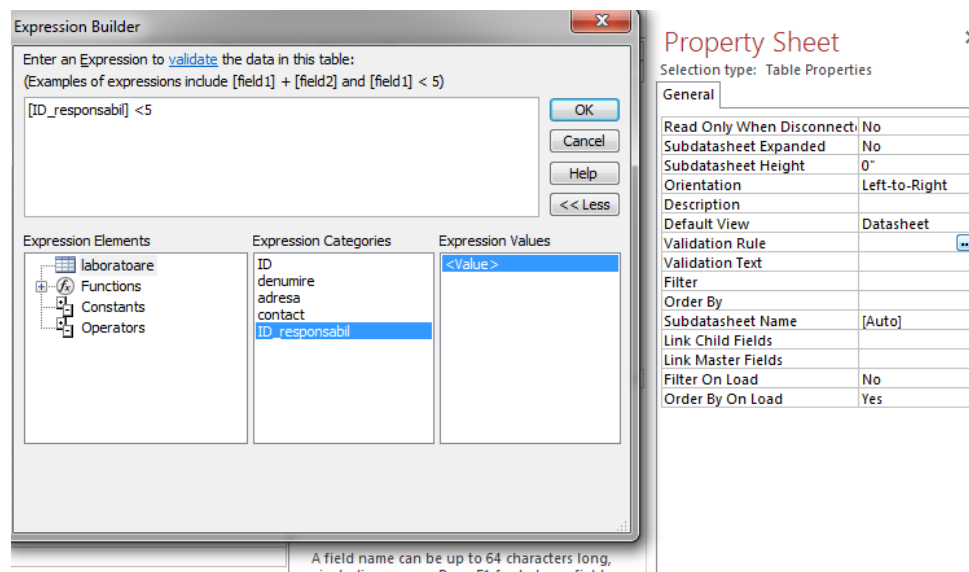 Expression Builder
Enter an Expression to validate the data in this table:
(Examples of expressions include [field1] + [field2] and [field1] < 5)
[ID_responsabil] <5
OK
Cancel
Help
<< Less
Expression Elements
laboratoare
Functions
Constants
Operators
Expression Categories
ID
denumire
adresa
contact
ID_responsabil
Expression Values
<Value>
Property Sheet
Selection type: Table Properties
General
Read Only When Disconnect No
Subdatasheet Expanded No
Subdatasheet Height 0"
Orientation Left-to-Right
Description
Default View Datasheet
Validation Rule
Validation Text
Filter
Order By
Subdatasheet Name [Auto]
Link Child Fields
Link Master Fields
Filter On Load No
Order By On Load Yes
A field name can be up to 64 characters long,